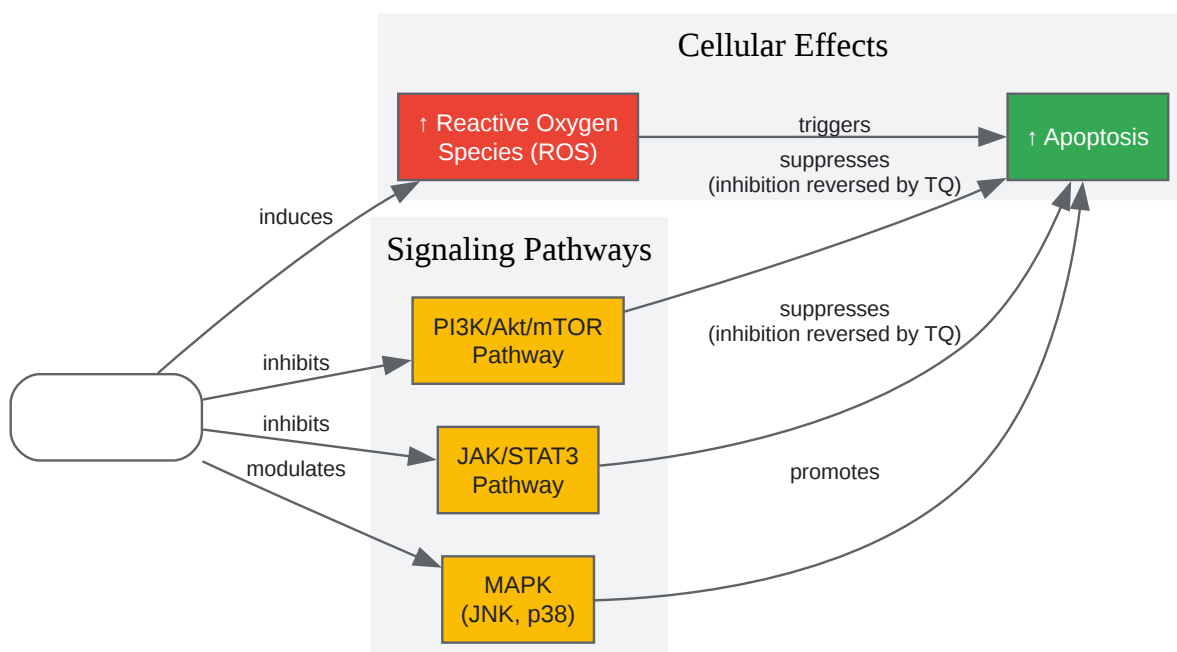 Cellular Effects
↑ Reactive Oxygen
Species (ROS)
triggers
↑ Apoptosis
suppresses
(inhibition reversed by TQ)
induces
Signaling Pathways
PI3K/Akt/mTOR
Pathway
suppresses
(inhibition reversed by TQ)
inhibits
inhibits
JAK/STAT3
Pathway
modulates
promotes
MAPK
(JNK, p38)